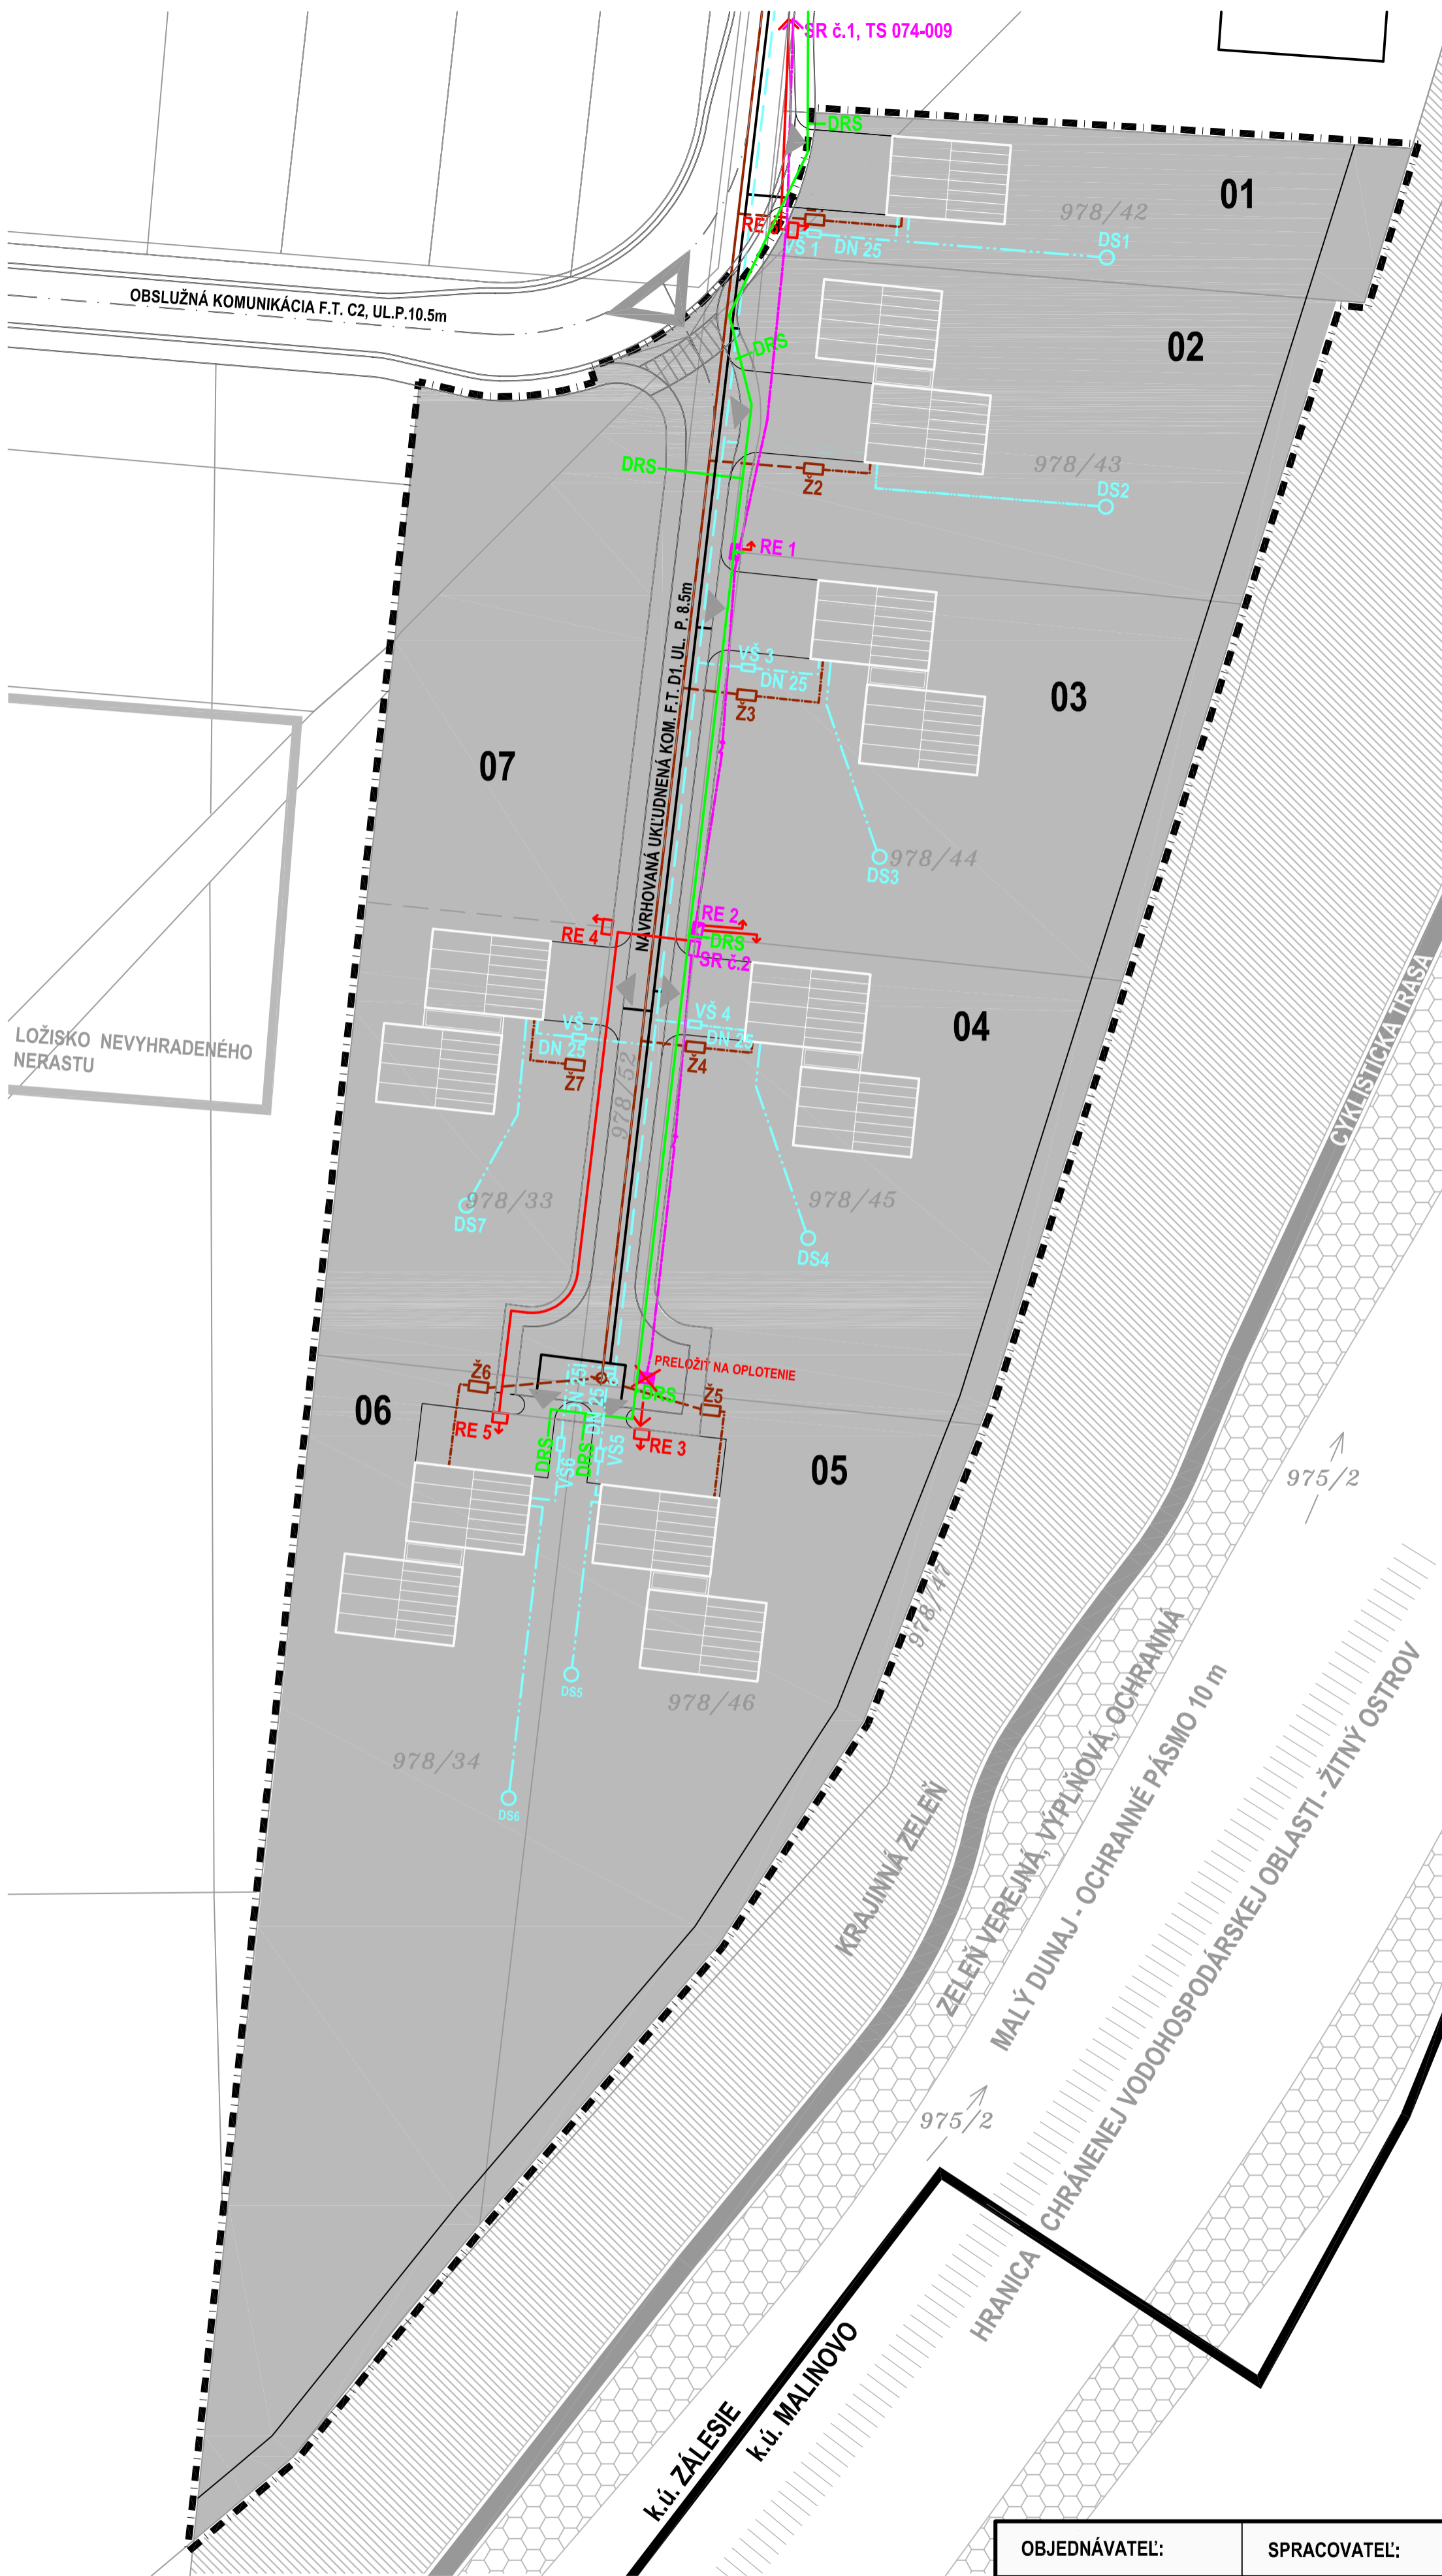 SR č.1, TS 074-009
DRS
01
978/42
RE
VŠ 1
DN 25
DS1
OBSLUŽNÁ KOMUNIKÁCIA F.T. C2, UL.P.10.5m
02
DRS
978/43
DRS
Ž2
DS2
RE 1
NAVRHOVANÁ UKĽUDNENÁ KOM. F.T. D1, UL. P. 8.5m
VŠ 3
DN 25
Ž3
03
07
978/44
DS3
RE 2
RE 4
DRS
SR č.2
04
VŠ 4
DN 25
VŠ 7
DN 25
Ž4
Ž7
LOŽISKO NEVYHRADENÉHO
NERASTU
978/52
CYKLISTICKÁ TRASA
978/33
978/45
DS7
DS4
PRELOŽIŤ NA OPLOTENIE
Ž6
DN 25
DN 25
DRS
Ž5
06
RE 5
DRS
DRS
VŠ6
VŠ5
RE 3
05
975/2
978/47
DS5
978/46
978/34
DS6
KRAJINNÁ ZELEŇ
ZELEŇ VEREJNÁ, VÝPLŇOVÁ, OCHRANNÁ
MALÝ DUNAJ - OCHRANNÉ PÁSMO 10 m
HRANICA CHRÁNENEJ VODOHOSPODÁRSKEJ OBLASTI - ŽITNÝ OSTROV
975/2
k.ú. ZÁLESIE
k.ú. MALINOVO
OBJEDNÁVATEĽ:
SPRACOVATEĽ: